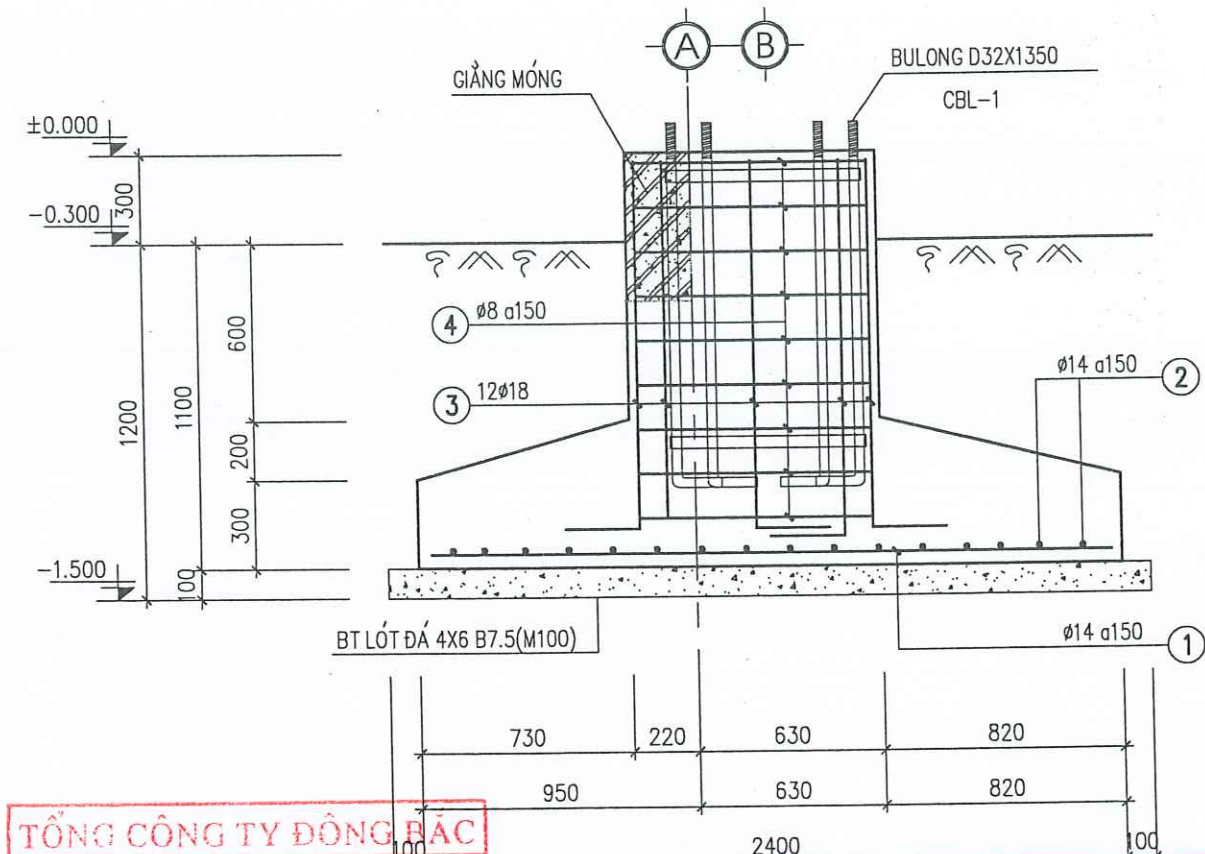 A
B
BULONG D32X1350
CBL-1
GIẰNG MÓNG
±0.000
-0.300
300
4
ø8 a150
3
12ø18
ø14 a150
2
1200
1100
600
200
300
100
-1.500
BT LÓT ĐÁ 4X6 B7.5(M100)
ø14 a150
1
730
220
630
820
950
630
820
TỔNG CÔNG TY ĐÔNG BẮC
100
2400
100